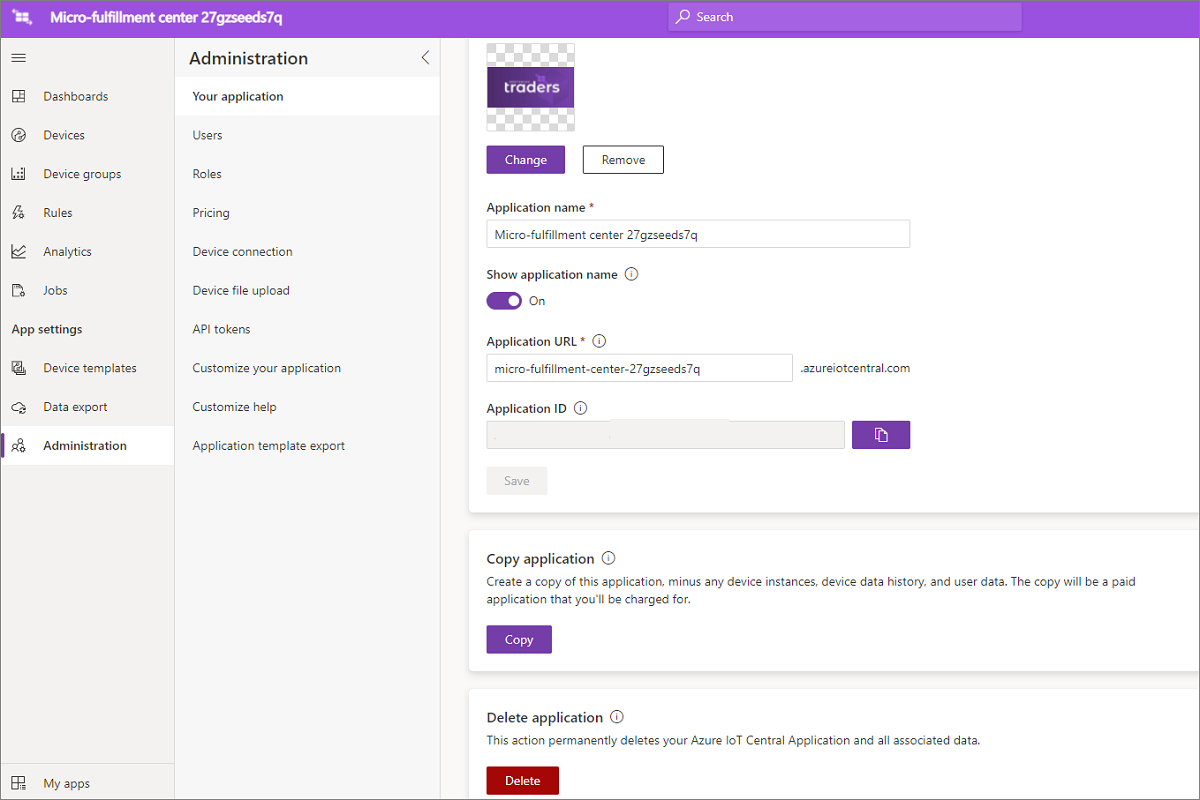 Micro-fulfillment center 27gzseeds7q
Search
Dashboards
Devices
Device groups
Rules
Analytics
Jobs
App settings
Device templates
Data export
Administration
My apps
Administration
Your application
Users
Roles
Pricing
Device connection
Device file upload
API tokens
Customize your application
Customize help
Application template export
traders
Change
Remove
Application name *
Micro-fulfillment center 27gzseeds7q
Show application name
On
Application URL *
micro-fulfillment-center-27gzseeds7q .azureiotcentral.com
Application ID
Save
Copy application
Create a copy of this application, minus any device instances, device data history, and user data. The copy will be a paid
application that you'll be charged for.
Copy
Delete application
This action permanently deletes your Azure IoT Central Application and all associated data.
Delete